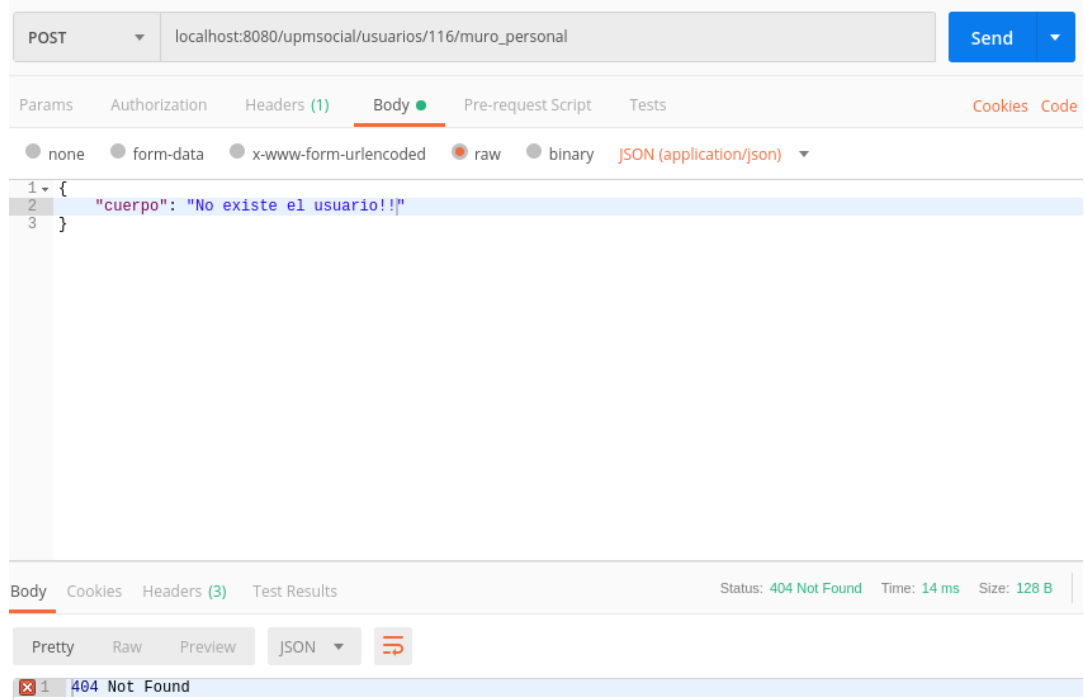 POST localhost:8080/upmsocial/usuarios/116/muro_personal Send
Params Authorization Headers (1) Body Pre-request Script Tests Cookies Code
none form-data x-www-form-urlencoded raw binary JSON (application/json)
1 {
2 "cuerpo": "No existe el usuario!!"
3 }
Body Cookies Headers (3) Test Results Status: 404 Not Found Time: 14 ms Size: 128 B
Pretty Raw Preview JSON
1 404 Not Found